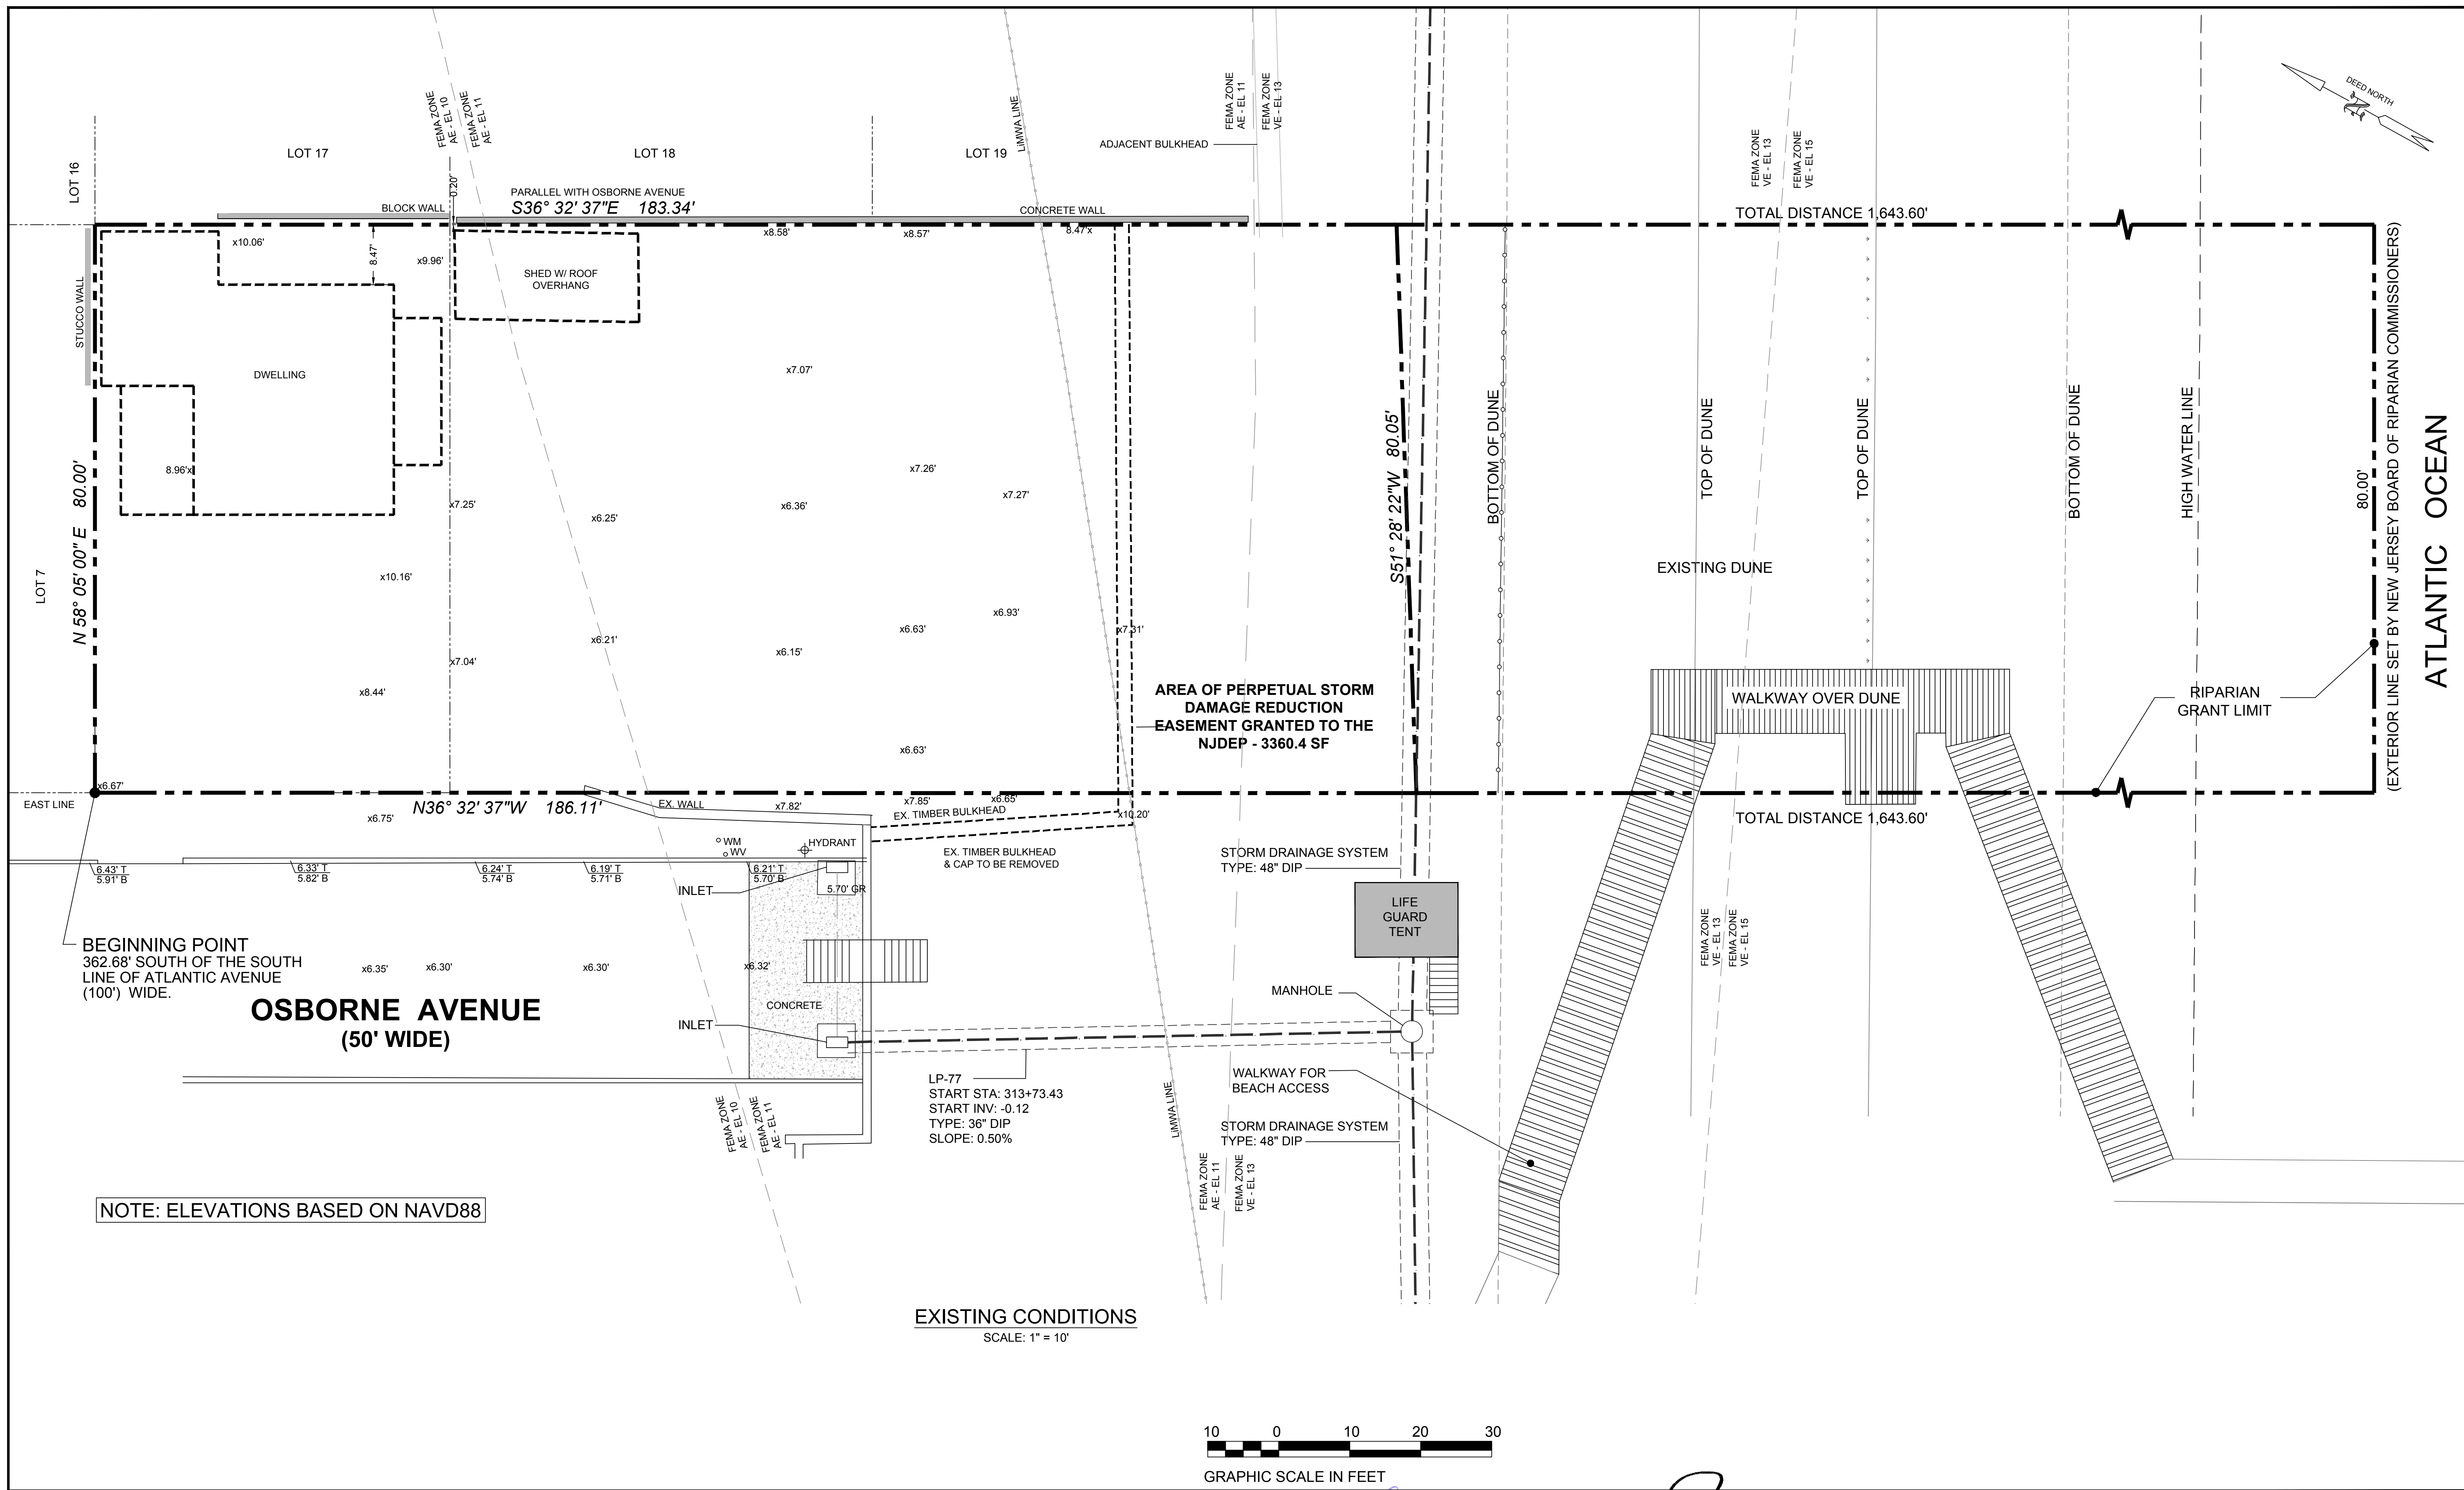 FEMA ZONE
AE - EL 10
FEMA ZONE
AE - EL 11
LiMWA LINE
FEMA ZONE
AE - EL 11
FEMA ZONE
VE - EL 13
ADJACENT BULKHEAD
FEMA ZONE
VE - EL 13
FEMA ZONE
VE - EL 15
DEED NORTH
LOT 16
LOT 17
LOT 18
LOT 19
0.20'
PARALLEL WITH OSBORNE AVENUE
S36° 32' 37"E 183.34'
BLOCK WALL
CONCRETE WALL
TOTAL DISTANCE 1,643.60'
x10.06'
8.47'
x9.96'
x8.58'
x8.57'
8.47'x
SHED W/ ROOF
OVERHANG
STUCCO WALL
DWELLING
x7.07'
8.96'x
x7.25'
x6.25'
x6.36'
x7.26'
x7.27'
N 58° 05' 00" E 80.00'
LOT 7
x10.16'
x6.21'
x6.15'
x6.63'
x6.93'
x7.31'
x7.04'
x8.44'
x6.63'
S51° 28' 22"W 80.05'
BOTTOM OF DUNE
TOP OF DUNE
TOP OF DUNE
BOTTOM OF DUNE
HIGH WATER LINE
80.00'
(EXTERIOR LINE SET BY NEW JERSEY BOARD OF RIPARIAN COMMISSIONERS)
ATLANTIC OCEAN
EXISTING DUNE
AREA OF PERPETUAL STORM
DAMAGE REDUCTION
EASEMENT GRANTED TO THE
NJDEP - 3360.4 SF
WALKWAY OVER DUNE
RIPARIAN
GRANT LIMIT
x6.67'
EAST LINE
N36° 32' 37"W 186.11'
x6.75'
EX. WALL
x7.82'
x7.85'
x6.65'
EX. TIMBER BULKHEAD
x10.20'
TOTAL DISTANCE 1,643.60'
WM
WV
HYDRANT
EX. TIMBER BULKHEAD
& CAP TO BE REMOVED
STORM DRAINAGE SYSTEM
TYPE: 48" DIP
6.43' T
5.91' B
6.33' T
5.82' B
6.24' T
5.74' B
6.19' T
5.71' B
6.21' T
5.70' B
INLET
5.70' GR
LIFE
GUARD
TENT
BEGINNING POINT
362.68' SOUTH OF THE SOUTH
LINE OF ATLANTIC AVENUE
(100') WIDE.
x6.35'
x6.30'
x6.30'
x6.32'
FEMA ZONE
VE - EL 13
FEMA ZONE
VE - EL 15
OSBORNE AVENUE
(50' WIDE)
CONCRETE
INLET
MANHOLE
LP-77
START STA: 313+73.43
START INV: -0.12
TYPE: 36" DIP
SLOPE: 0.50%
WALKWAY FOR
BEACH ACCESS
STORM DRAINAGE SYSTEM
TYPE: 48" DIP
FEMA ZONE
AE - EL 10
FEMA ZONE
AE - EL 11
LiMWA LINE
FEMA ZONE
AE - EL 11
FEMA ZONE
VE - EL 13
NOTE: ELEVATIONS BASED ON NAVD88
EXISTING CONDITIONS
SCALE: 1" = 10'
10 0 10 20 30
GRAPHIC SCALE IN FEET